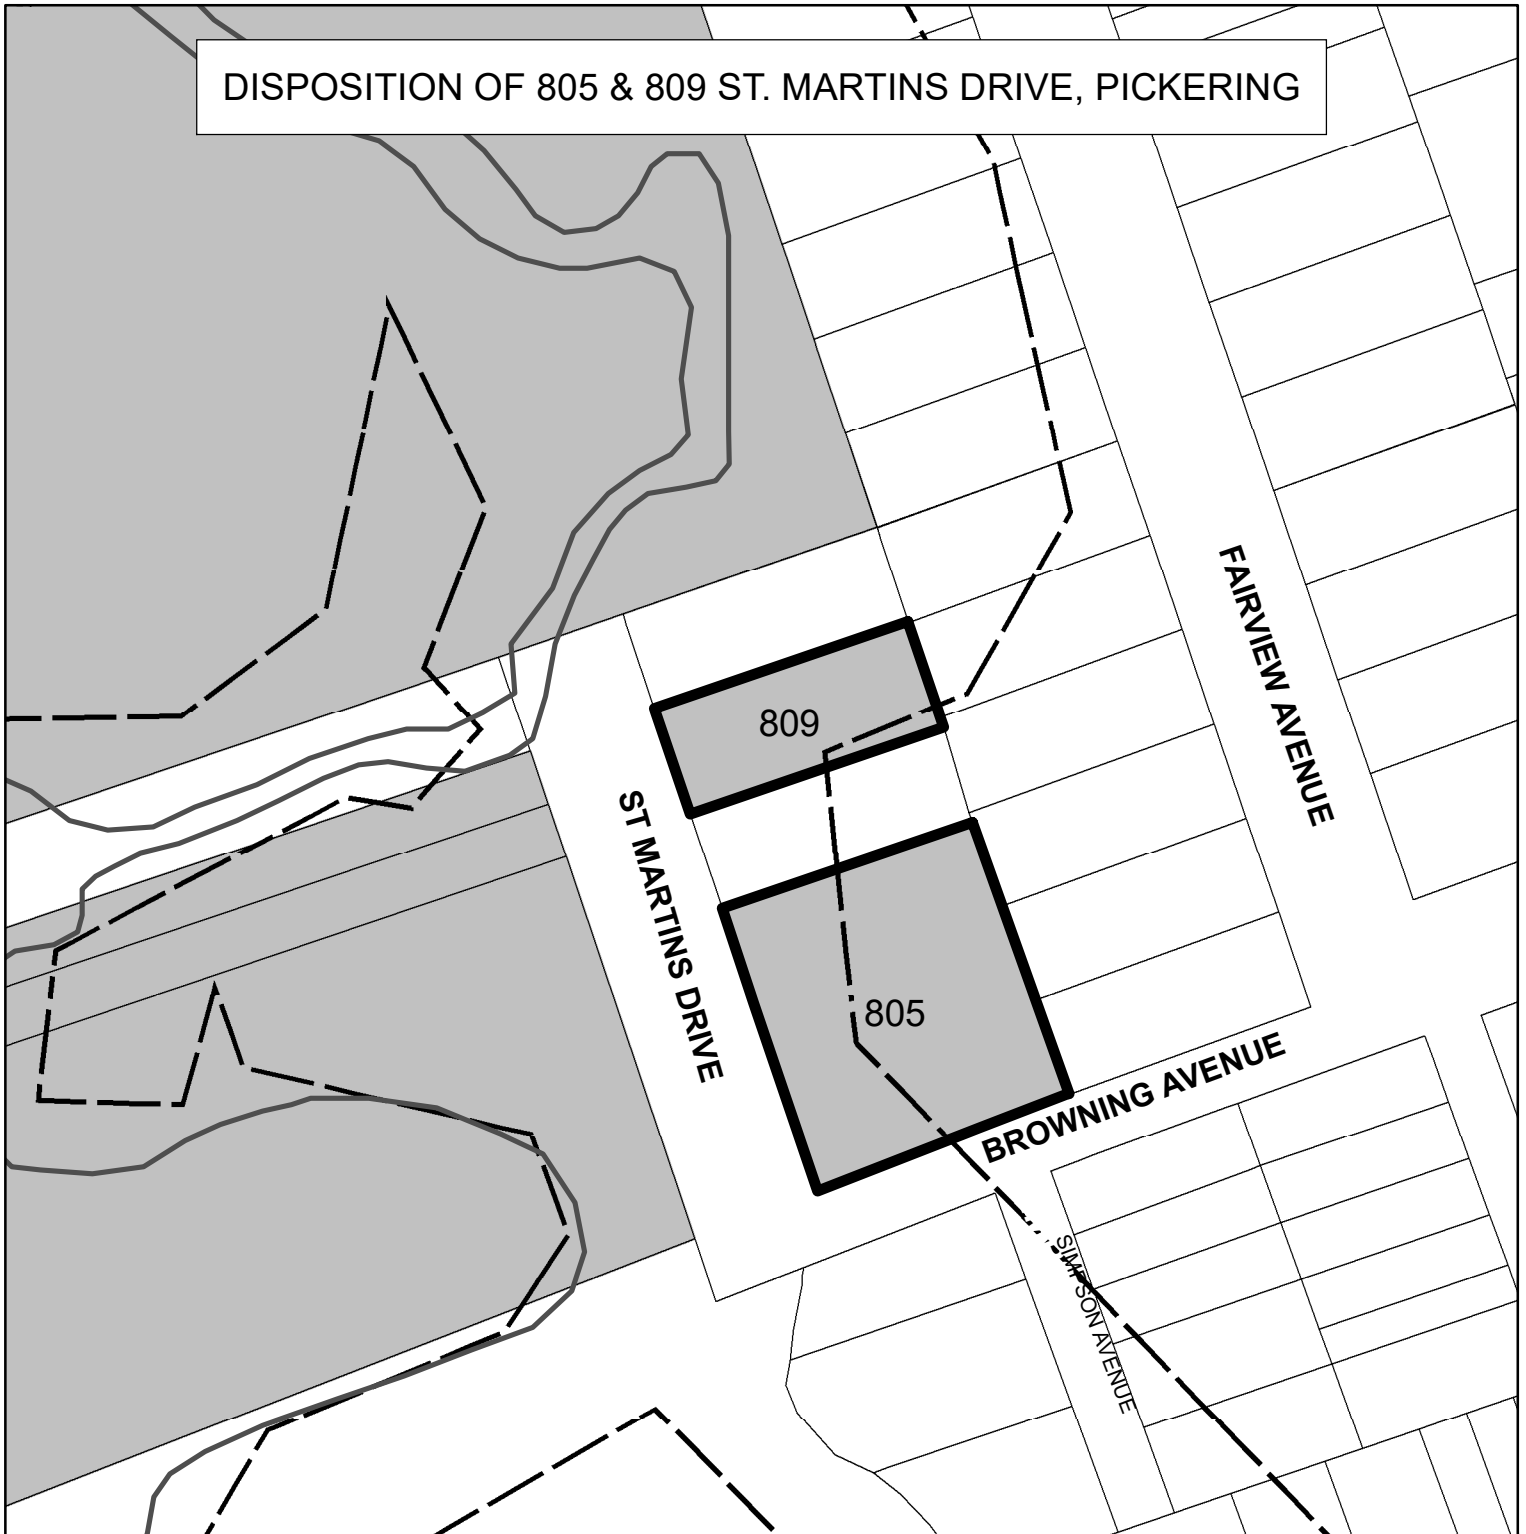 DISPOSITION OF 805 & 809 ST. MARTINS DRIVE, PICKERING
FAIRVIEW AVENUE
809
ST MARTINS DRIVE
805
BROWNING AVENUE
SIMPSON AVENUE